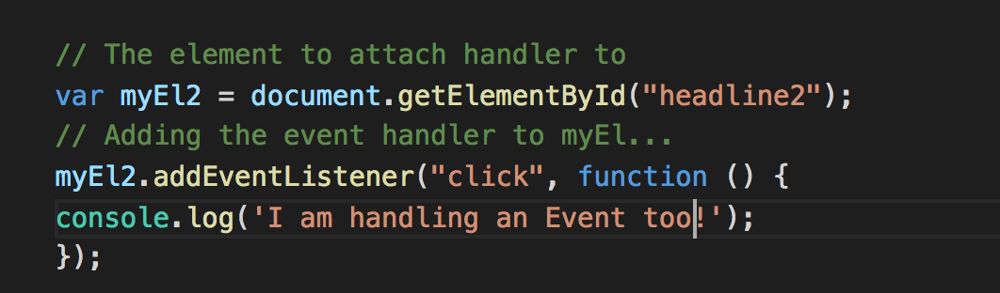 // The element to attach handler to
var myEl2 = document.getElementById("headline2");
// Adding the event handler to myEl...
myEl2.addEventListener("click", function () {
console.log('I am handling an Event too!');
});